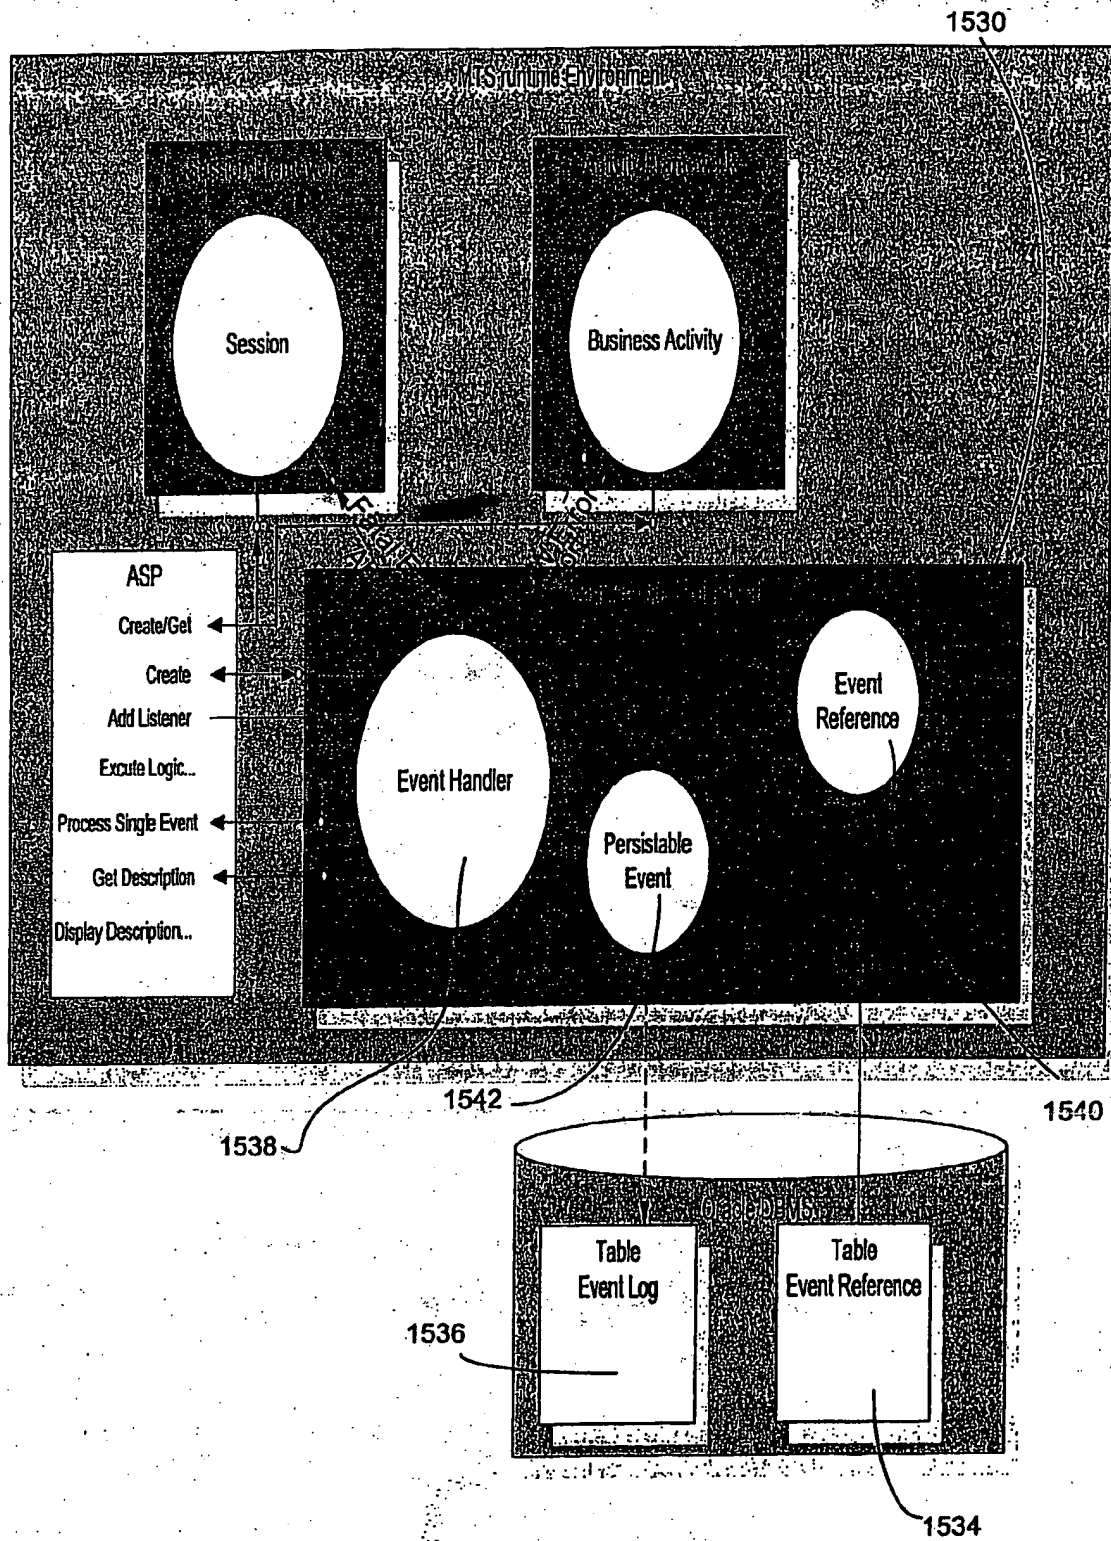 1530
MTS runtime Environment
Session
Business Activity
Fatal
ASP
Create/Get
Create
Add Listener
Excute Logic...
Process Single Event
Get Description
Display Description...
Event Handler
Persistable
Event
Event
Reference
1542
1540
1538
Table
Event Log
Table
Event Reference
1536
1534